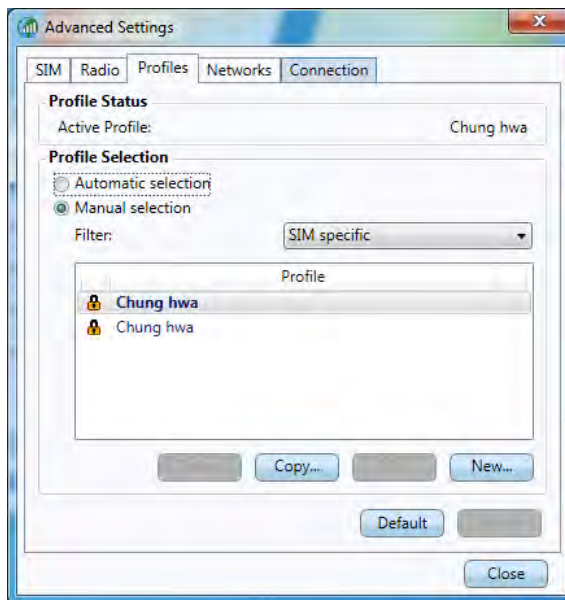 Advanced Settings
SIM Radio Profiles Networks Connection
Profile Status
Active Profile: Chung hwa
Profile Selection
Automatic selection
Manual selection
Filter: SIM specific
Profile
Chung hwa
Chung hwa
Copy... New...
Default
Close